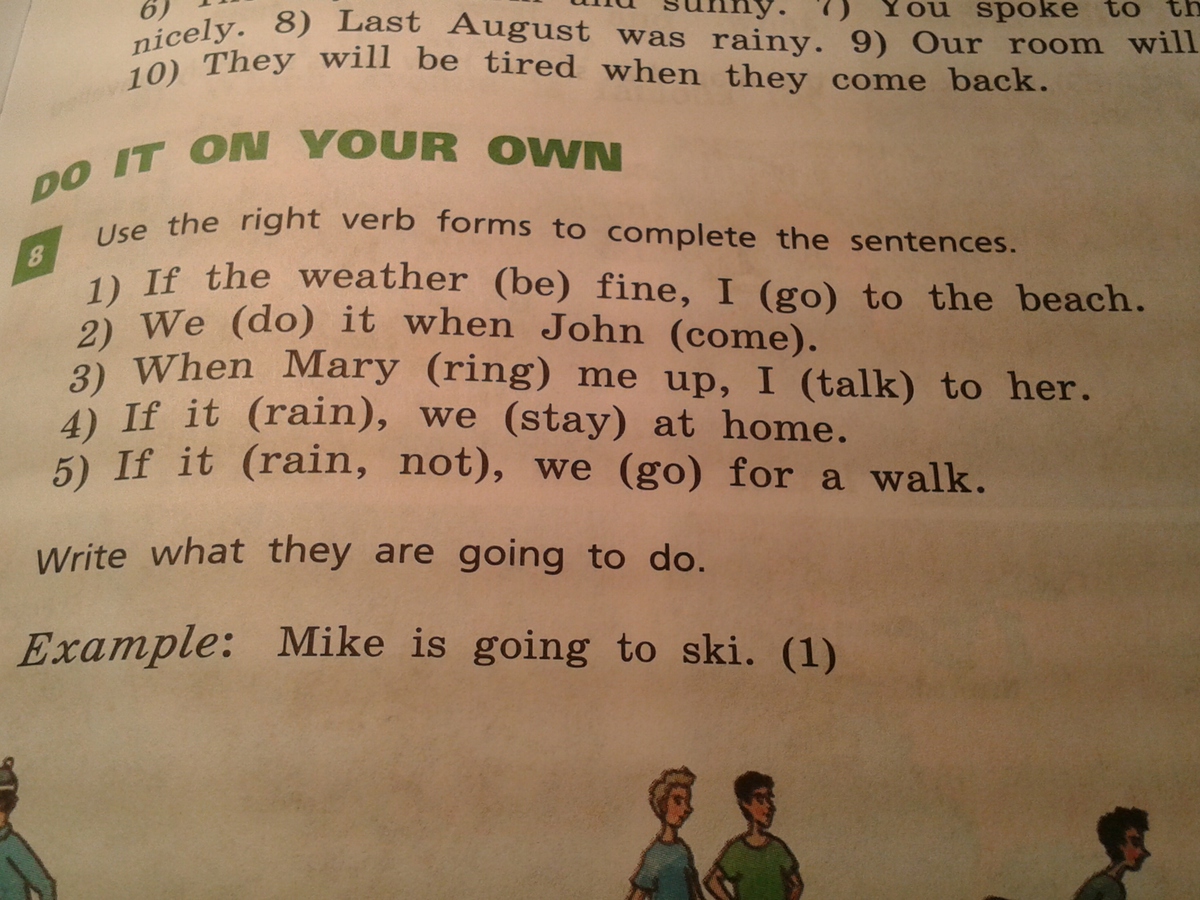 6) and sunny. 7) You spoke to
nicely. 8) Last August was rainy. 9) Our room will
10) They will be tired when they come back.
DO IT ON YOUR OWN
8 Use the right verb forms to complete the sentences.
1) If the weather (be) fine, I (go) to the beach.
2) We (do) it when John (come).
3) When Mary (ring) me up, I (talk) to her.
4) If it (rain), we (stay) at home.
5) If it (rain, not), we (go) for a walk.
Write what they are going to do.
Example: Mike is going to ski. (1)